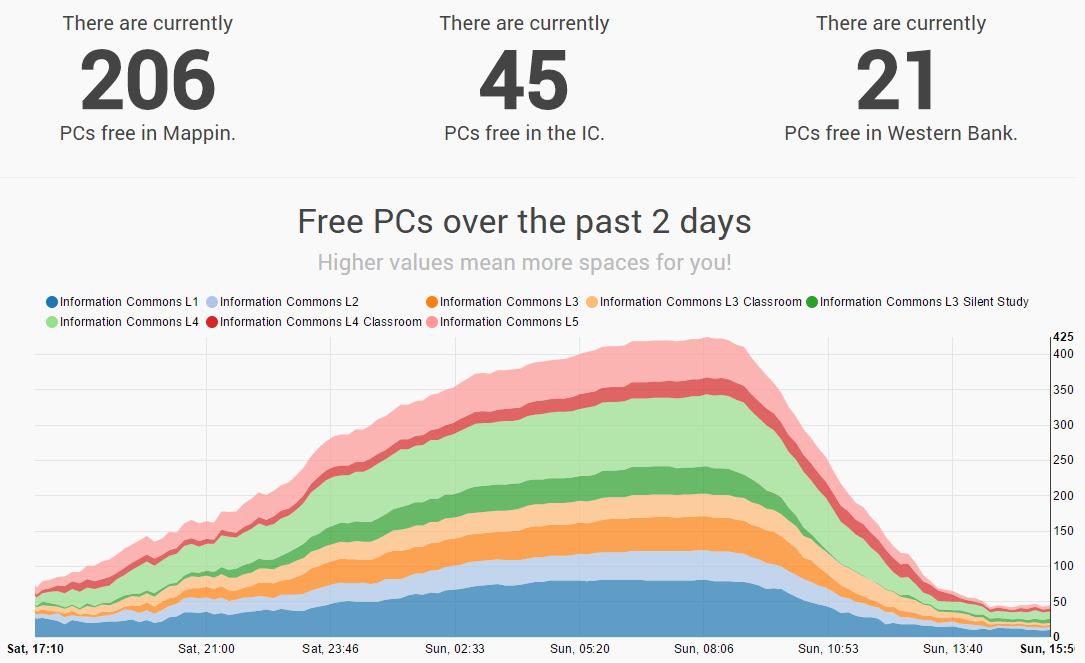 There are currently
206
PCs free in Mappin.
There are currently
45
PCs free in the IC.
There are currently
21
PCs free in Western Bank.
Free PCs over the past 2 days
Higher values mean more spaces for you!
Information Commons L1 Information Commons L2 Information Commons L3 Information Commons L3 Classroom Information Commons L3 Silent Study
Information Commons L4 Information Commons L4 Classroom Information Commons L5
425
400
350
300
250
200
150
100
50
0
Sat, 17:10 Sat, 21:00 Sat, 23:46 Sun, 02:33 Sun, 05:20 Sun, 08:06 Sun, 10:53 Sun, 13:40 Sun, 15:5